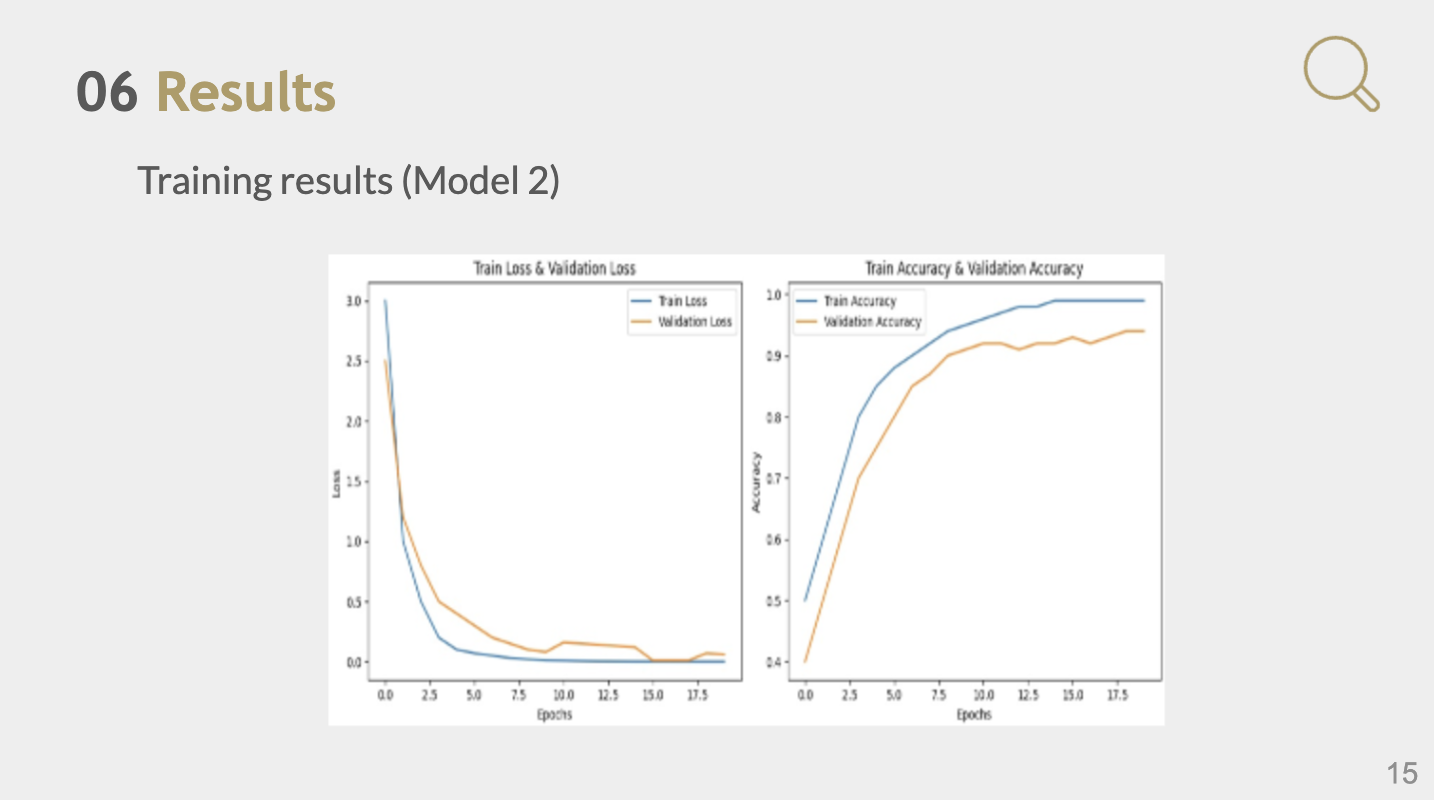 06 Results
Training results (Model 2)
Train Loss & Validation Loss
Train Loss
Validation Loss
3.0
2.5
2.0
1.5
1.0
0.5
0.0
Loss
0.0 2.5 5.0 7.5 10.0 12.5 15.0 17.5
Epochs
Train Accuracy & Validation Accuracy
Train Accuracy
Validation Accuracy
1.0
0.9
0.8
0.7
0.6
0.5
0.4
Accuracy
0.0 2.5 5.0 7.5 10.0 12.5 15.0 17.5
Epochs
15